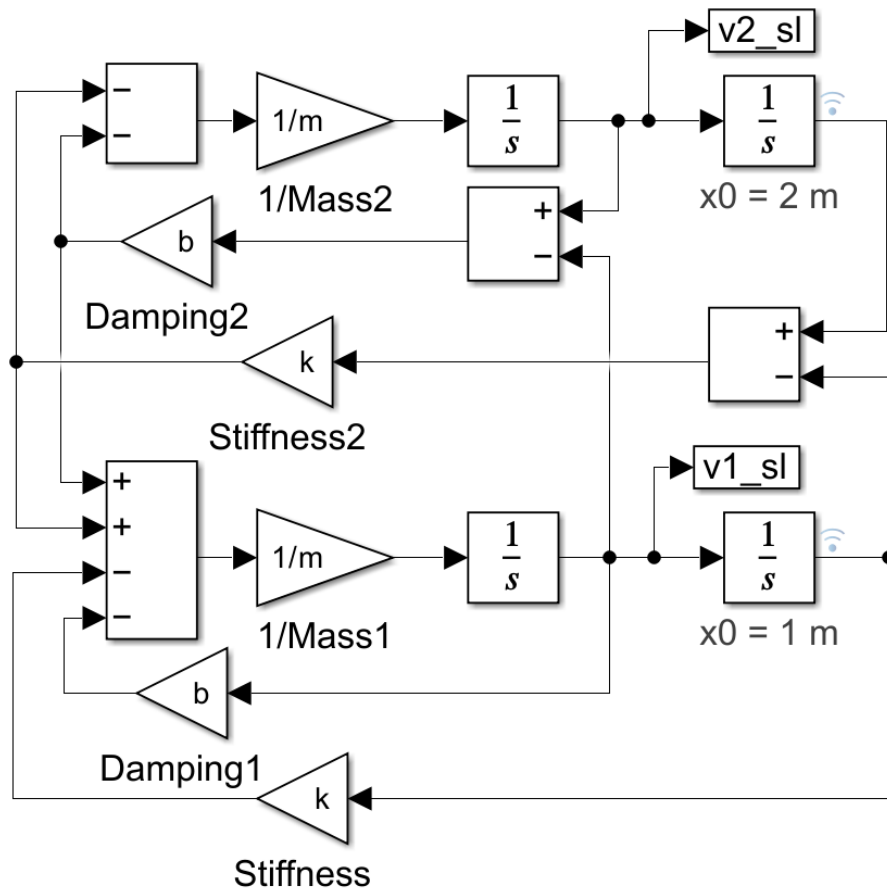 v2_sl
−
−
1/m
1
s
1
s
1/Mass2
x0 = 2 m
+
−
b
Damping2
+
−
k
Stiffness2
v1_sl
+
+
−
−
1/m
1
s
1
s
1/Mass1
x0 = 1 m
b
Damping1
k
Stiffness